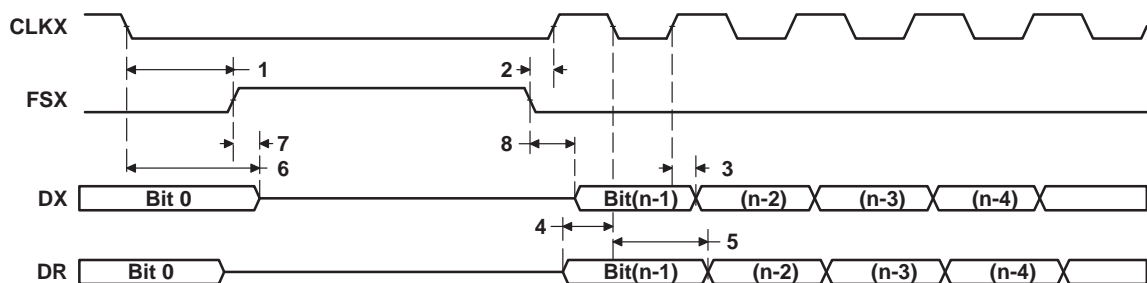 CLKX
1 2
FSX
7 8
6 3
DX Bit 0 Bit(n-1) (n-2) (n-3) (n-4)
4 5
DR Bit 0 Bit(n-1) (n-2) (n-3) (n-4)